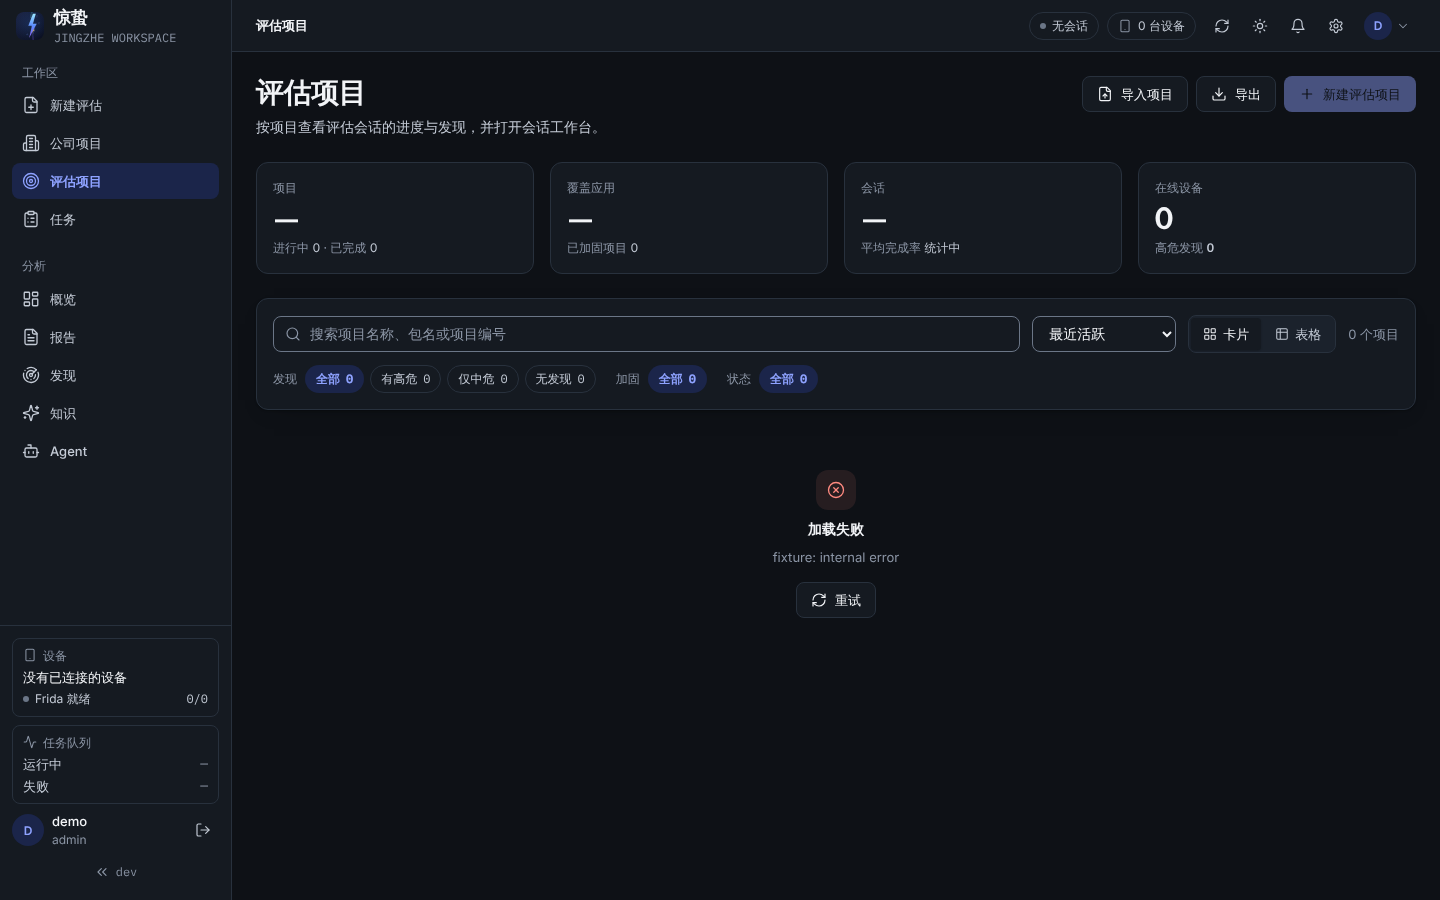 惊蛰
JINGZHE WORKSPACE
工作区
新建评估
公司项目
评估项目
任务
分析
概览
报告
发现
知识
Agent
设备
没有已连接的设备
Frida 就绪 0/0
任务队列
运行中 —
失败 —
D demo
admin
dev
评估项目
无会话
0 台设备
D
评估项目
按项目查看评估会话的进度与发现，并打开会话工作台。
导入项目
导出
新建评估项目
项目
—
进行中 0 · 已完成 0
覆盖应用
—
已加固项目 0
会话
—
平均完成率 统计中
在线设备
0
高危发现 0
搜索项目名称、包名或项目编号
最近活跃
卡片
表格
0 个项目
发现 全部 0 有高危 0 仅中危 0 无发现 0 加固 全部 0 状态 全部 0
加载失败
fixture: internal error
重试